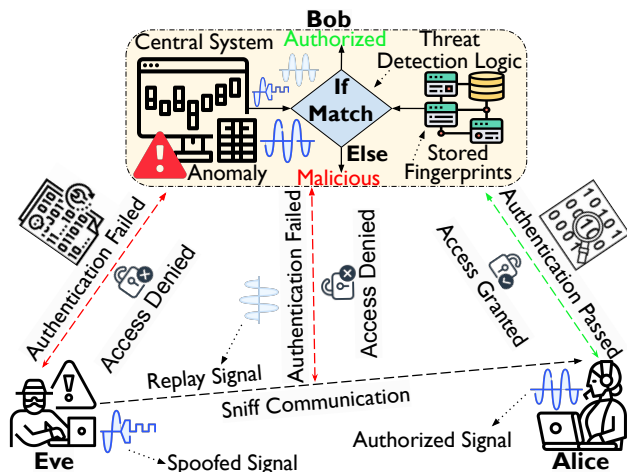 Bob
Central System
Authorized
Threat
Detection Logic
If
Match
Else
Anomaly
Malicious
Stored
Fingerprints
Authentication Failed
Access Denied
Authentication Failed
Access Denied
Access Granted
Authentication Passed
Replay Signal
Sniff Communication
Authorized Signal
Eve
Spoofed Signal
Alice